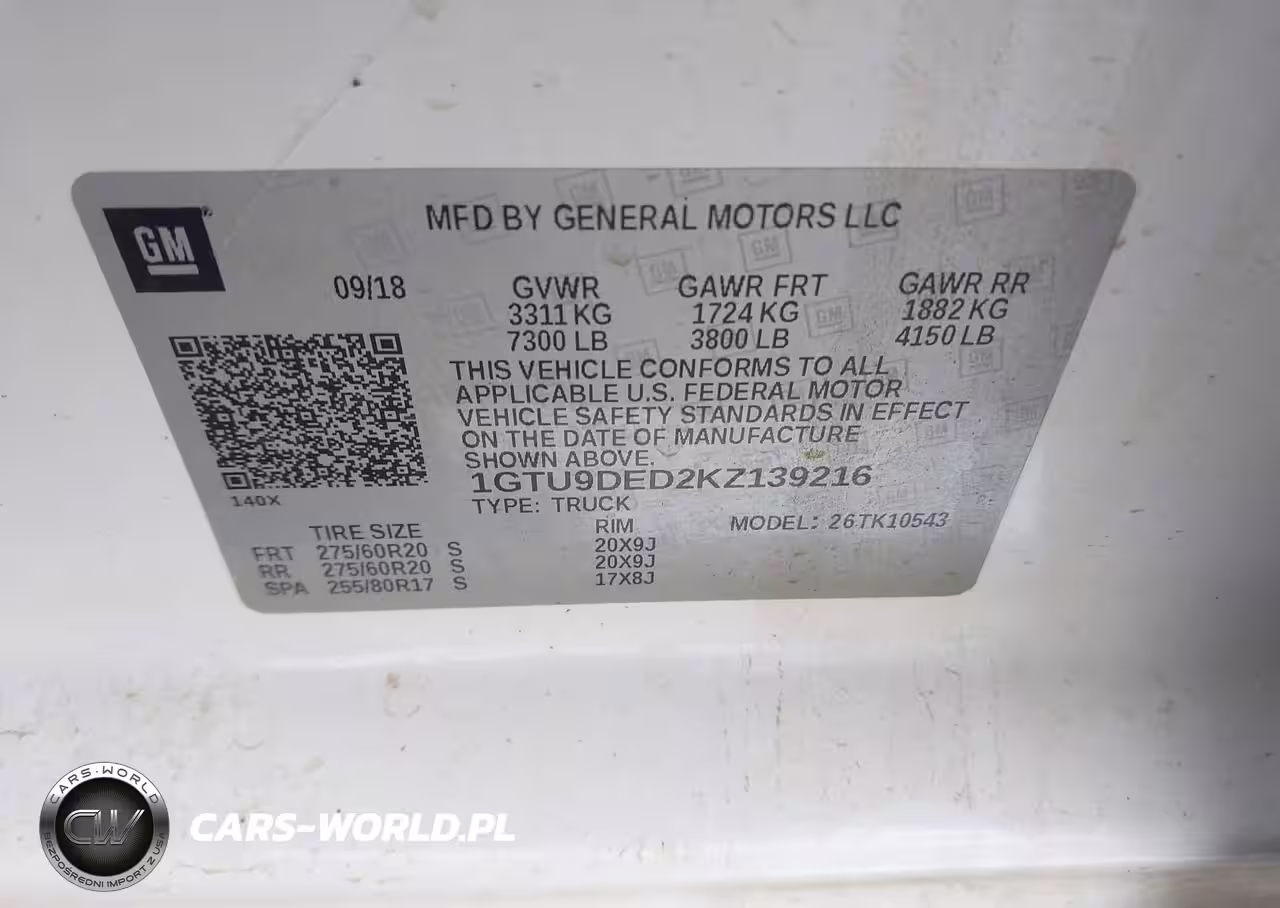 GM
MFD BY GENERAL MOTORS LLC
09/18 GVWR GAWR FRT GAWR RR
3311 KG 1724 KG 1882 KG
7300 LB 3800 LB 4150 LB
THIS VEHICLE CONFORMS TO ALL
APPLICABLE U.S. FEDERAL MOTOR
VEHICLE SAFETY STANDARDS IN EFFECT
ON THE DATE OF MANUFACTURE
SHOWN ABOVE.
1GTU9DED2KZ139216
140X
TYPE: TRUCK
TIRE SIZE RIM MODEL: 26TK10543
FRT 275/60R20 S 20X9J
RR 275/60R20 S 20X9J
SPA 255/80R17 S 17X8J
CARS-WORLD
CW
BEZPOŚREDNI IMPORT Z USA
CARS-WORLD.PL